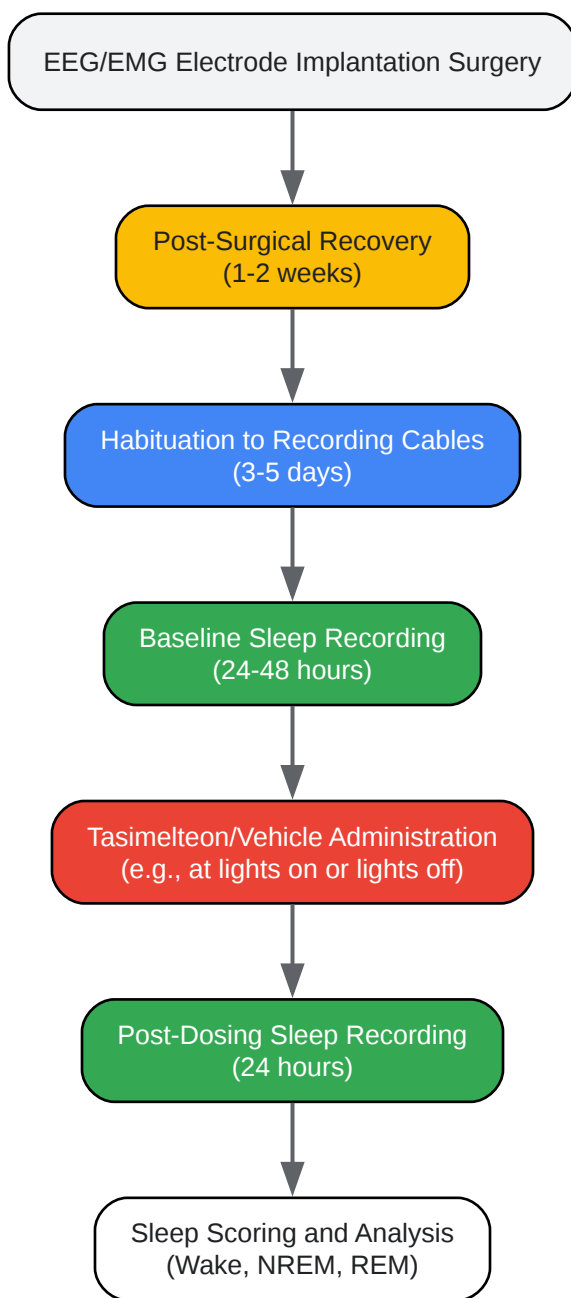 EEG/EMG Electrode Implantation Surgery
Post-Surgical Recovery
(1-2 weeks)
Habituation to Recording Cables
(3-5 days)
Baseline Sleep Recording
(24-48 hours)
Tasimelteon/Vehicle Administration
(e.g., at lights on or lights off)
Post-Dosing Sleep Recording
(24 hours)
Sleep Scoring and Analysis
(Wake, NREM, REM)